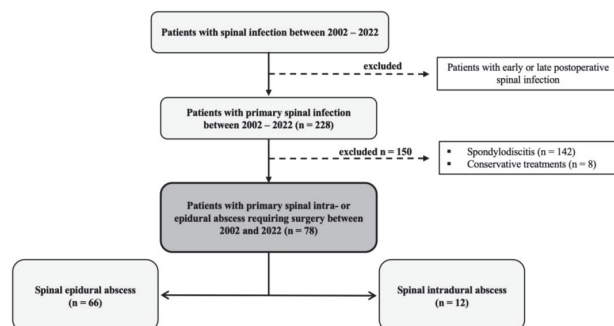 Patients with spinal infection between 2002 – 2022
excluded
Patients with early or late postoperative
spinal infection
Patients with primary spinal infection
between 2002 – 2022 (n = 228)
excluded n = 150
▪ Spondylodiscitis (n = 142)
▪ Conservative treatments (n = 8)
Patients with primary spinal intra- or
epidural abscess requiring surgery between
2002 and 2022 (n = 78)
Spinal epidural abscess
(n = 66)
Spinal intradural abscess
(n = 12)